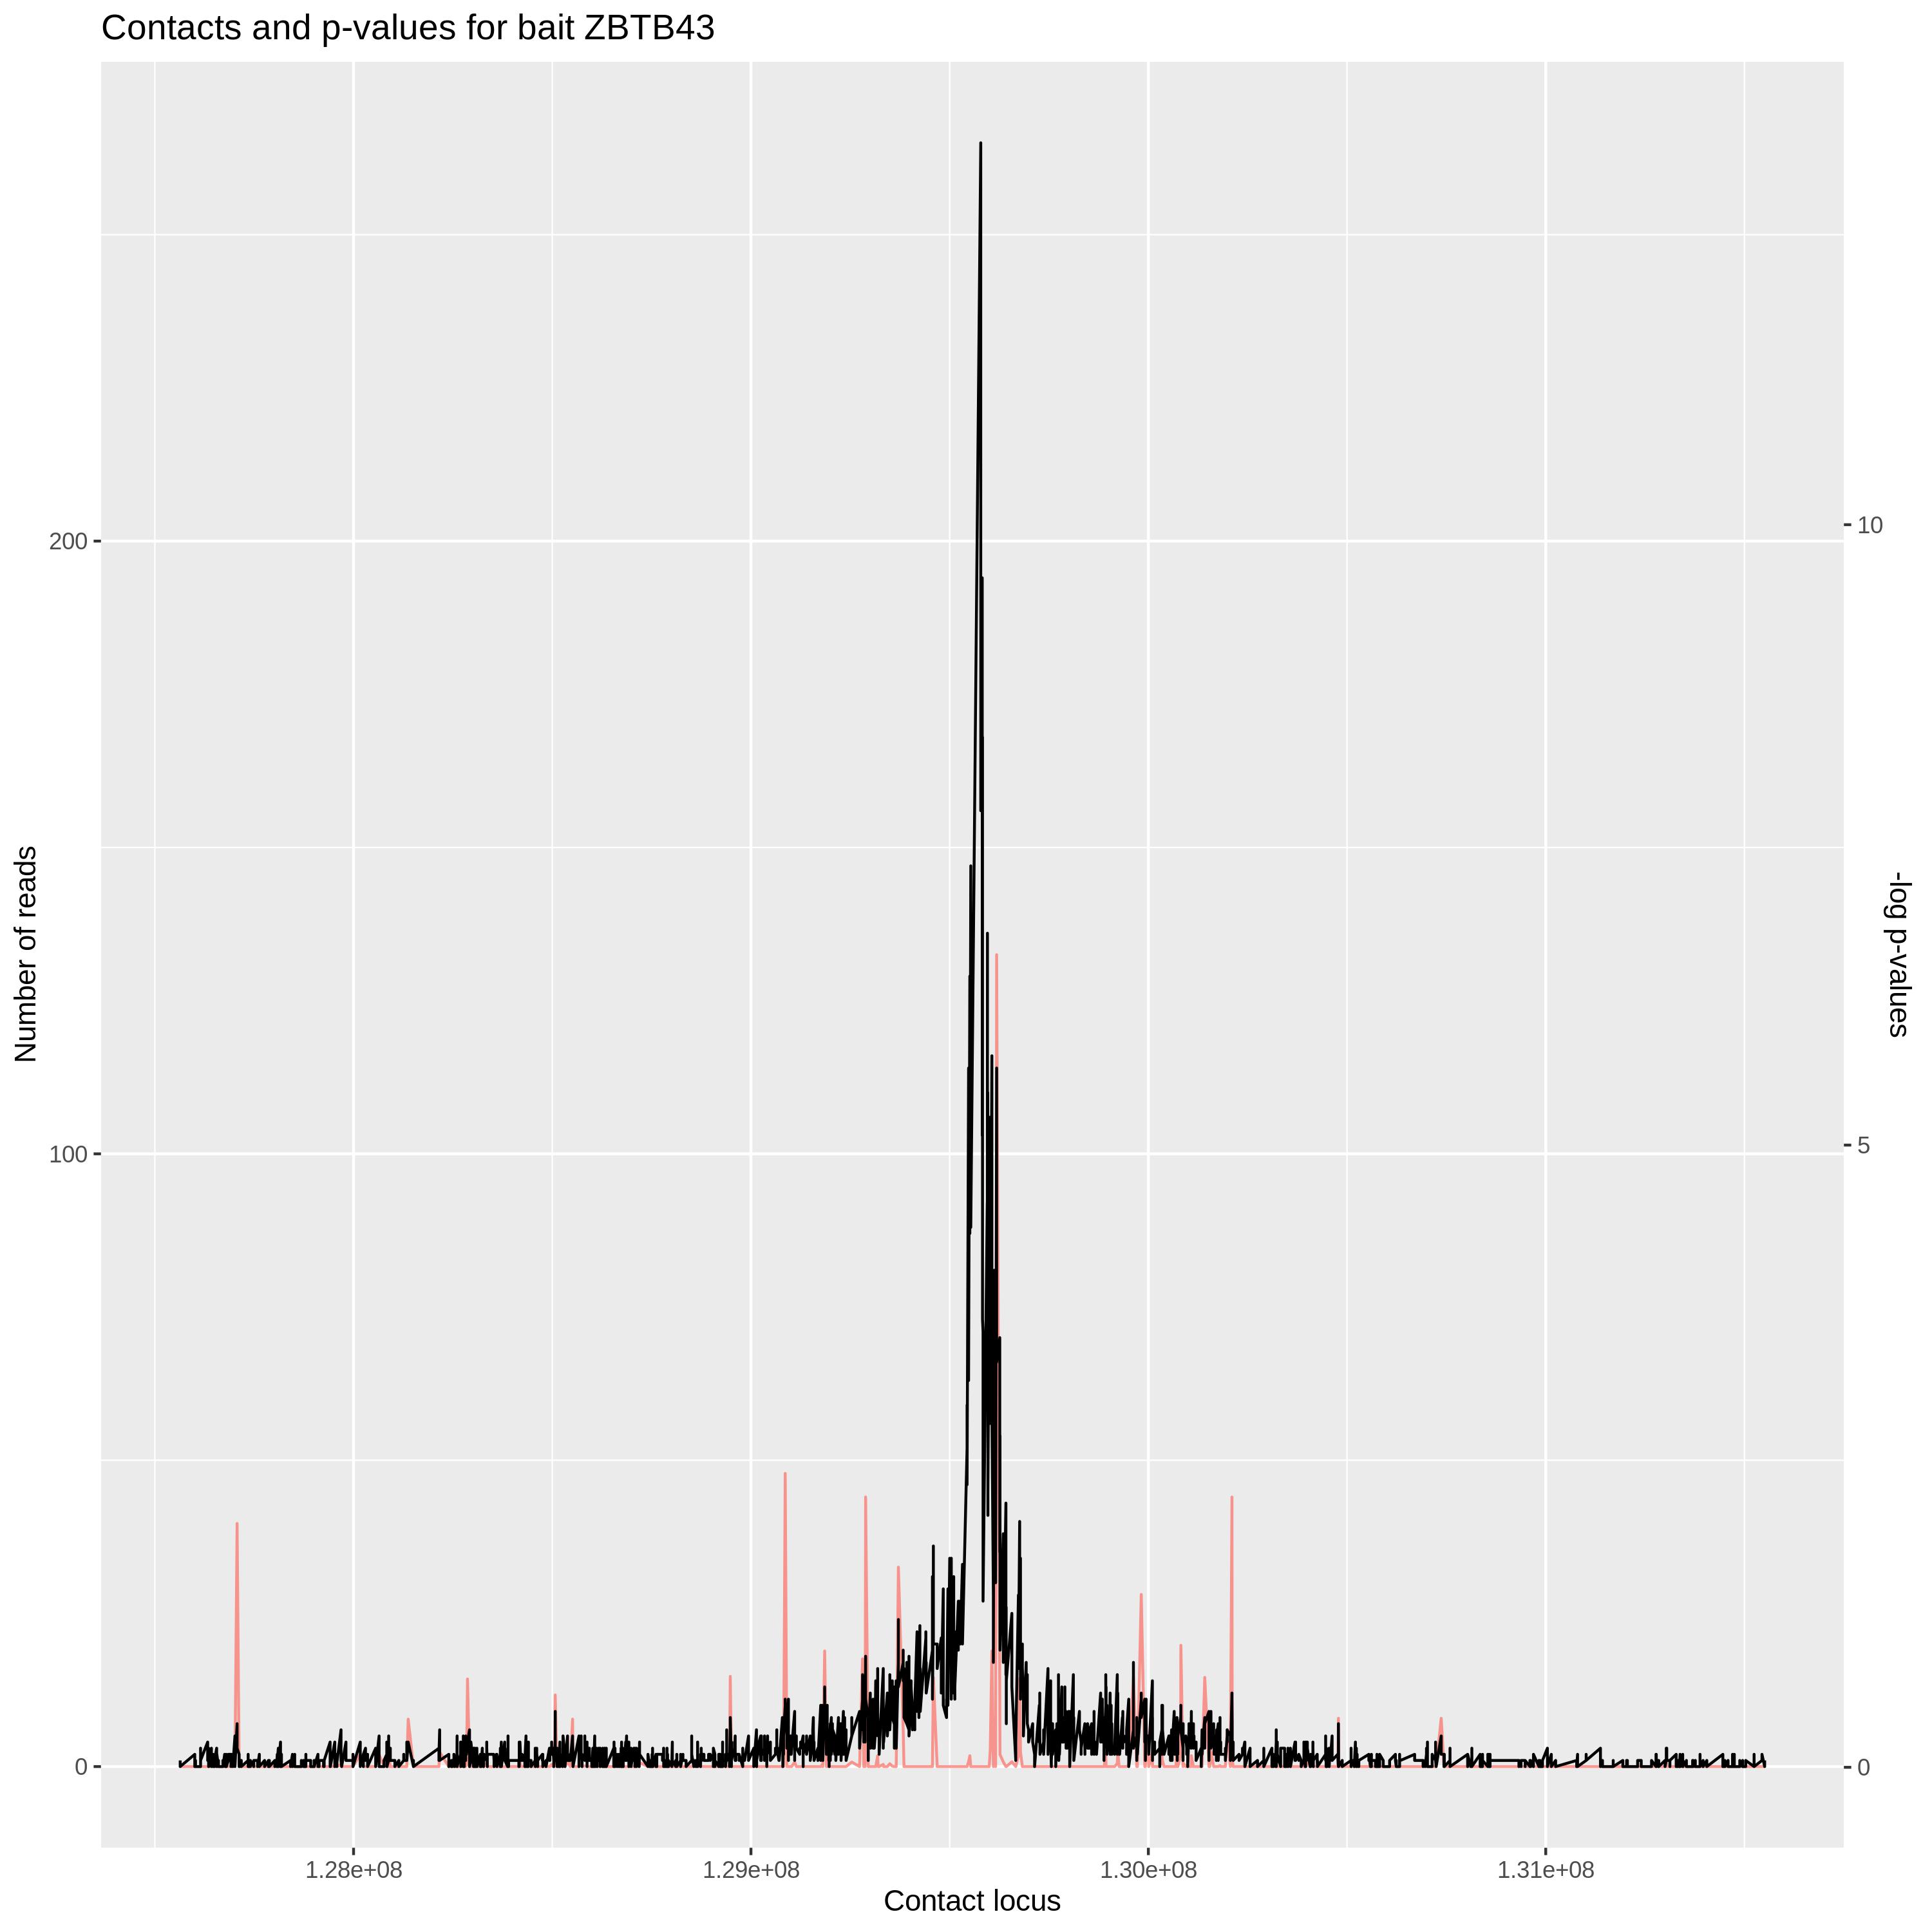 Contacts and p-values for bait ZBTB43
Number of reads
200
100
0
10
5
0
-log p-values
1.28e+08
1.29e+08
1.30e+08
1.31e+08
Contact locus